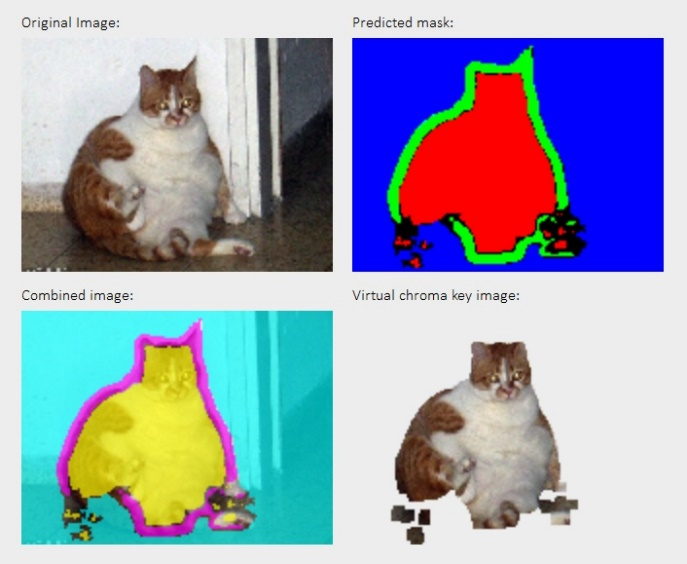 Original Image:
Predicted mask:
Combined image:
Virtual chroma key image: